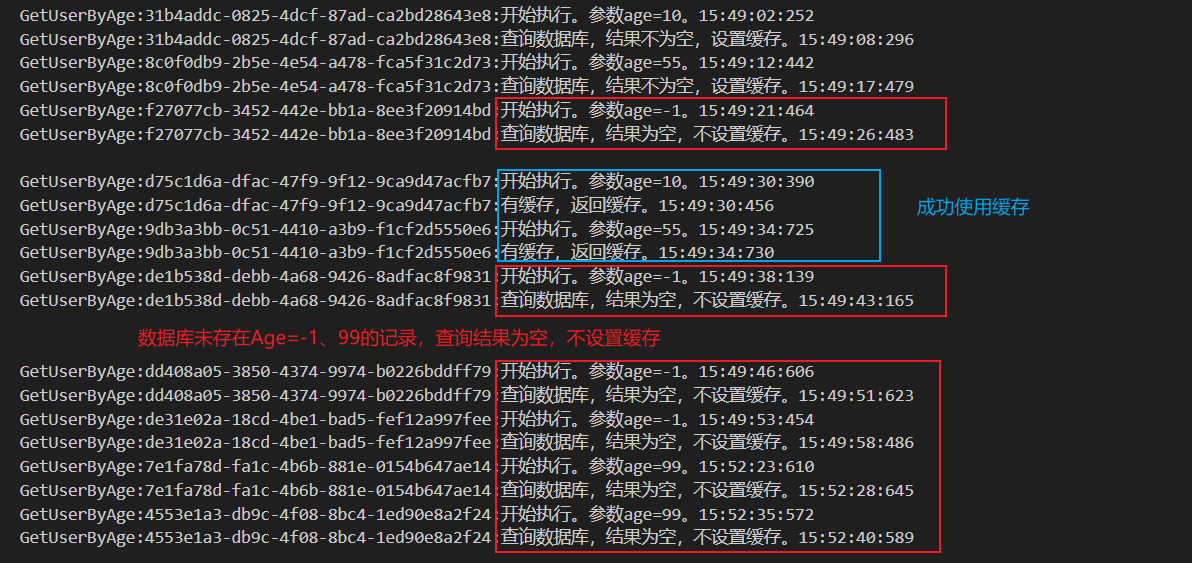 GetUserByAge:31b4addc-0825-4dcf-87ad-ca2bd28643e8:开始执行。参数age=10。15:49:02:252
GetUserByAge:31b4addc-0825-4dcf-87ad-ca2bd28643e8:查询数据库，结果不为空，设置缓存。15:49:08:296
GetUserByAge:8c0f0db9-2b5e-4e54-a478-fca5f31c2d73:开始执行。参数age=55。15:49:12:442
GetUserByAge:8c0f0db9-2b5e-4e54-a478-fca5f31c2d73:查询数据库，结果不为空，设置缓存。15:49:17:479
GetUserByAge:f27077cb-3452-442e-bb1a-8ee3f20914bd:开始执行。参数age=-1。15:49:21:464
GetUserByAge:f27077cb-3452-442e-bb1a-8ee3f20914bd:查询数据库，结果为空，不设置缓存。15:49:26:483
GetUserByAge:d75c1d6a-dfac-47f9-9f12-9ca9d47acfb7:开始执行。参数age=10。15:49:30:390
GetUserByAge:d75c1d6a-dfac-47f9-9f12-9ca9d47acfb7:有缓存，返回缓存。15:49:30:456
成功使用缓存
GetUserByAge:9db3a3bb-0c51-4410-a3b9-f1cf2d5550e6:开始执行。参数age=55。15:49:34:725
GetUserByAge:9db3a3bb-0c51-4410-a3b9-f1cf2d5550e6:有缓存，返回缓存。15:49:34:730
GetUserByAge:de1b538d-debb-4a68-9426-8adfac8f9831:开始执行。参数age=-1。15:49:38:139
GetUserByAge:de1b538d-debb-4a68-9426-8adfac8f9831:查询数据库，结果为空，不设置缓存。15:49:43:165
数据库未存在Age=-1、99的记录，查询结果为空，不设置缓存
GetUserByAge:dd408a05-3850-4374-9974-b0226bddff79:开始执行。参数age=-1。15:49:46:606
GetUserByAge:dd408a05-3850-4374-9974-b0226bddff79:查询数据库，结果为空，不设置缓存。15:49:51:623
GetUserByAge:de31e02a-18cd-4be1-bad5-fef12a997fee:开始执行。参数age=-1。15:49:53:454
GetUserByAge:de31e02a-18cd-4be1-bad5-fef12a997fee:查询数据库，结果为空，不设置缓存。15:49:58:486
GetUserByAge:7e1fa78d-fa1c-4b6b-881e-0154b647ae14:开始执行。参数age=99。15:52:23:610
GetUserByAge:7e1fa78d-fa1c-4b6b-881e-0154b647ae14:查询数据库，结果为空，不设置缓存。15:52:28:645
GetUserByAge:4553e1a3-db9c-4f08-8bc4-1ed90e8a2f24:开始执行。参数age=99。15:52:35:572
GetUserByAge:4553e1a3-db9c-4f08-8bc4-1ed90e8a2f24:查询数据库，结果为空，不设置缓存。15:52:40:589